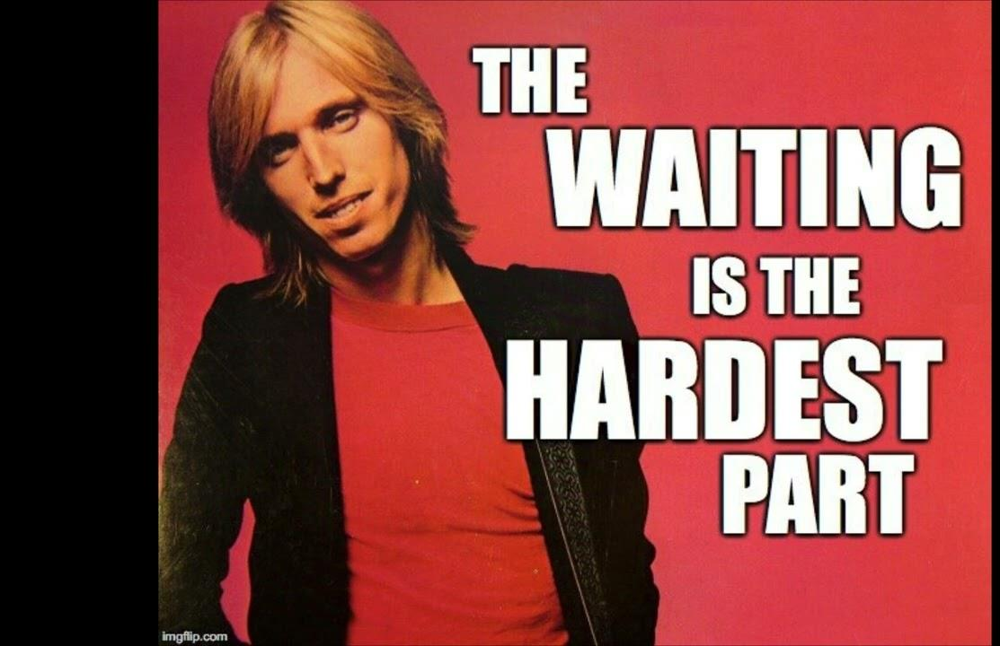 THE
WAITING
IS THE
HARDEST
PART
imgflip.com